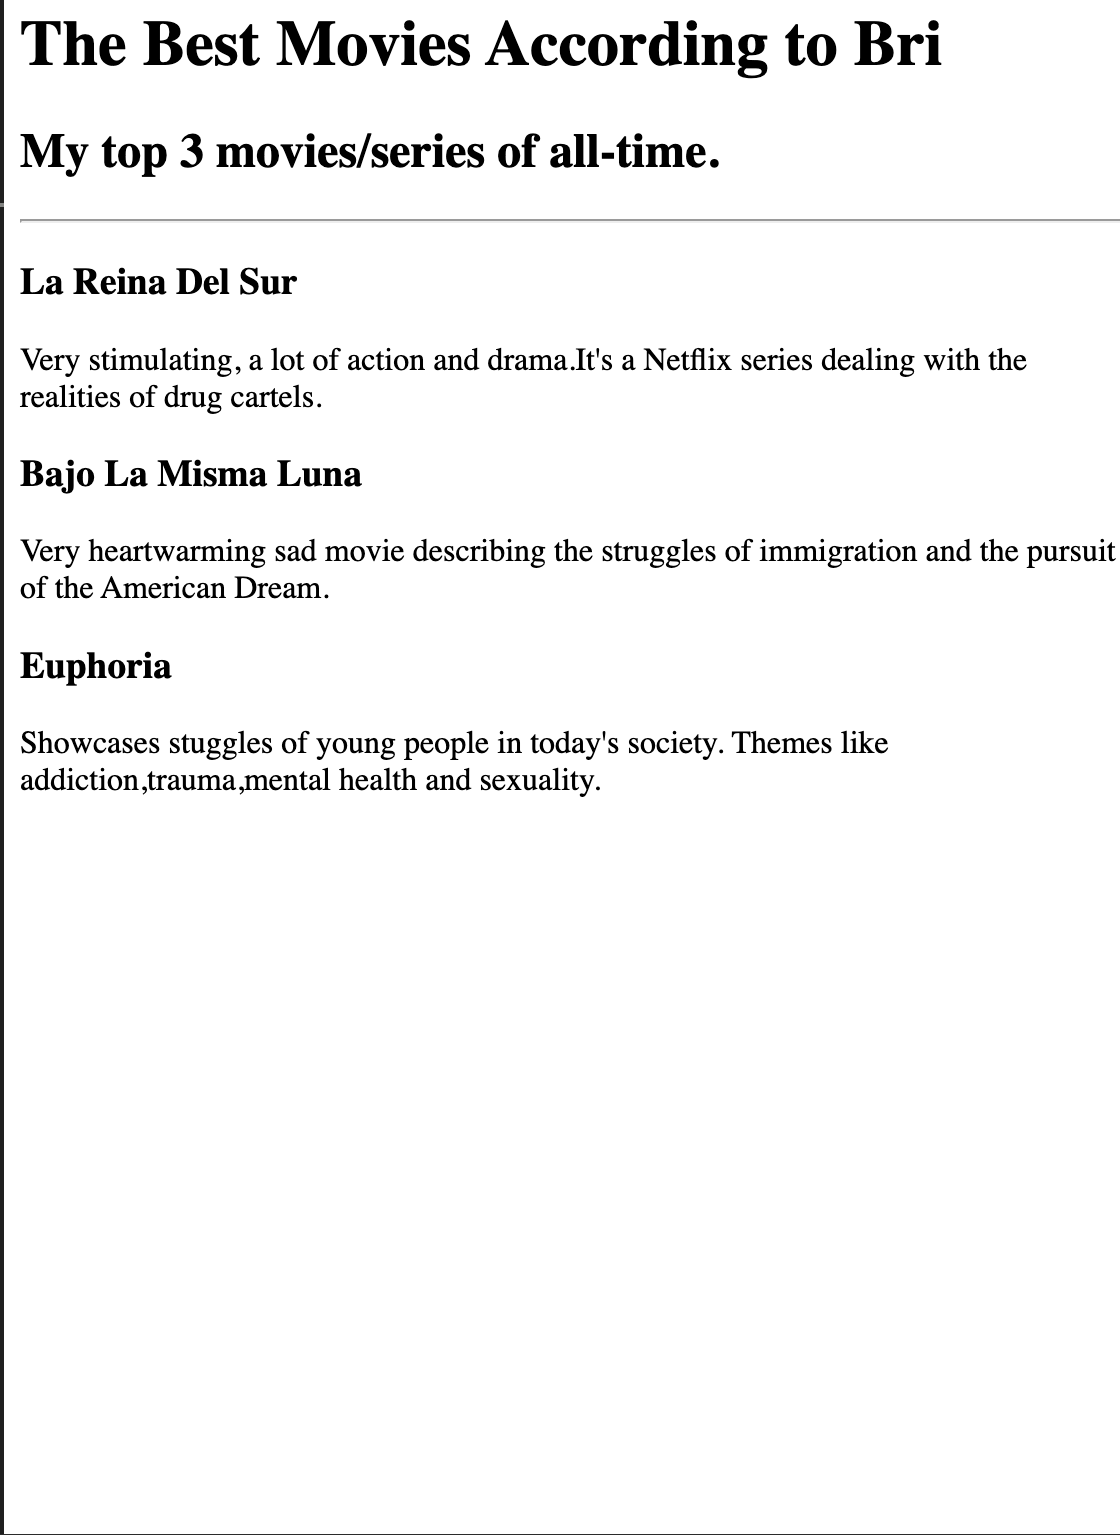 The Best Movies According to Bri
My top 3 movies/series of all-time.
La Reina Del Sur
Very stimulating, a lot of action and drama.It's a Netflix series dealing with the
realities of drug cartels.
Bajo La Misma Luna
Very heartwarming sad movie describing the struggles of immigration and the pursuit
of the American Dream.
Euphoria
Showcases stuggles of young people in today's society. Themes like
addiction,trauma,mental health and sexuality.